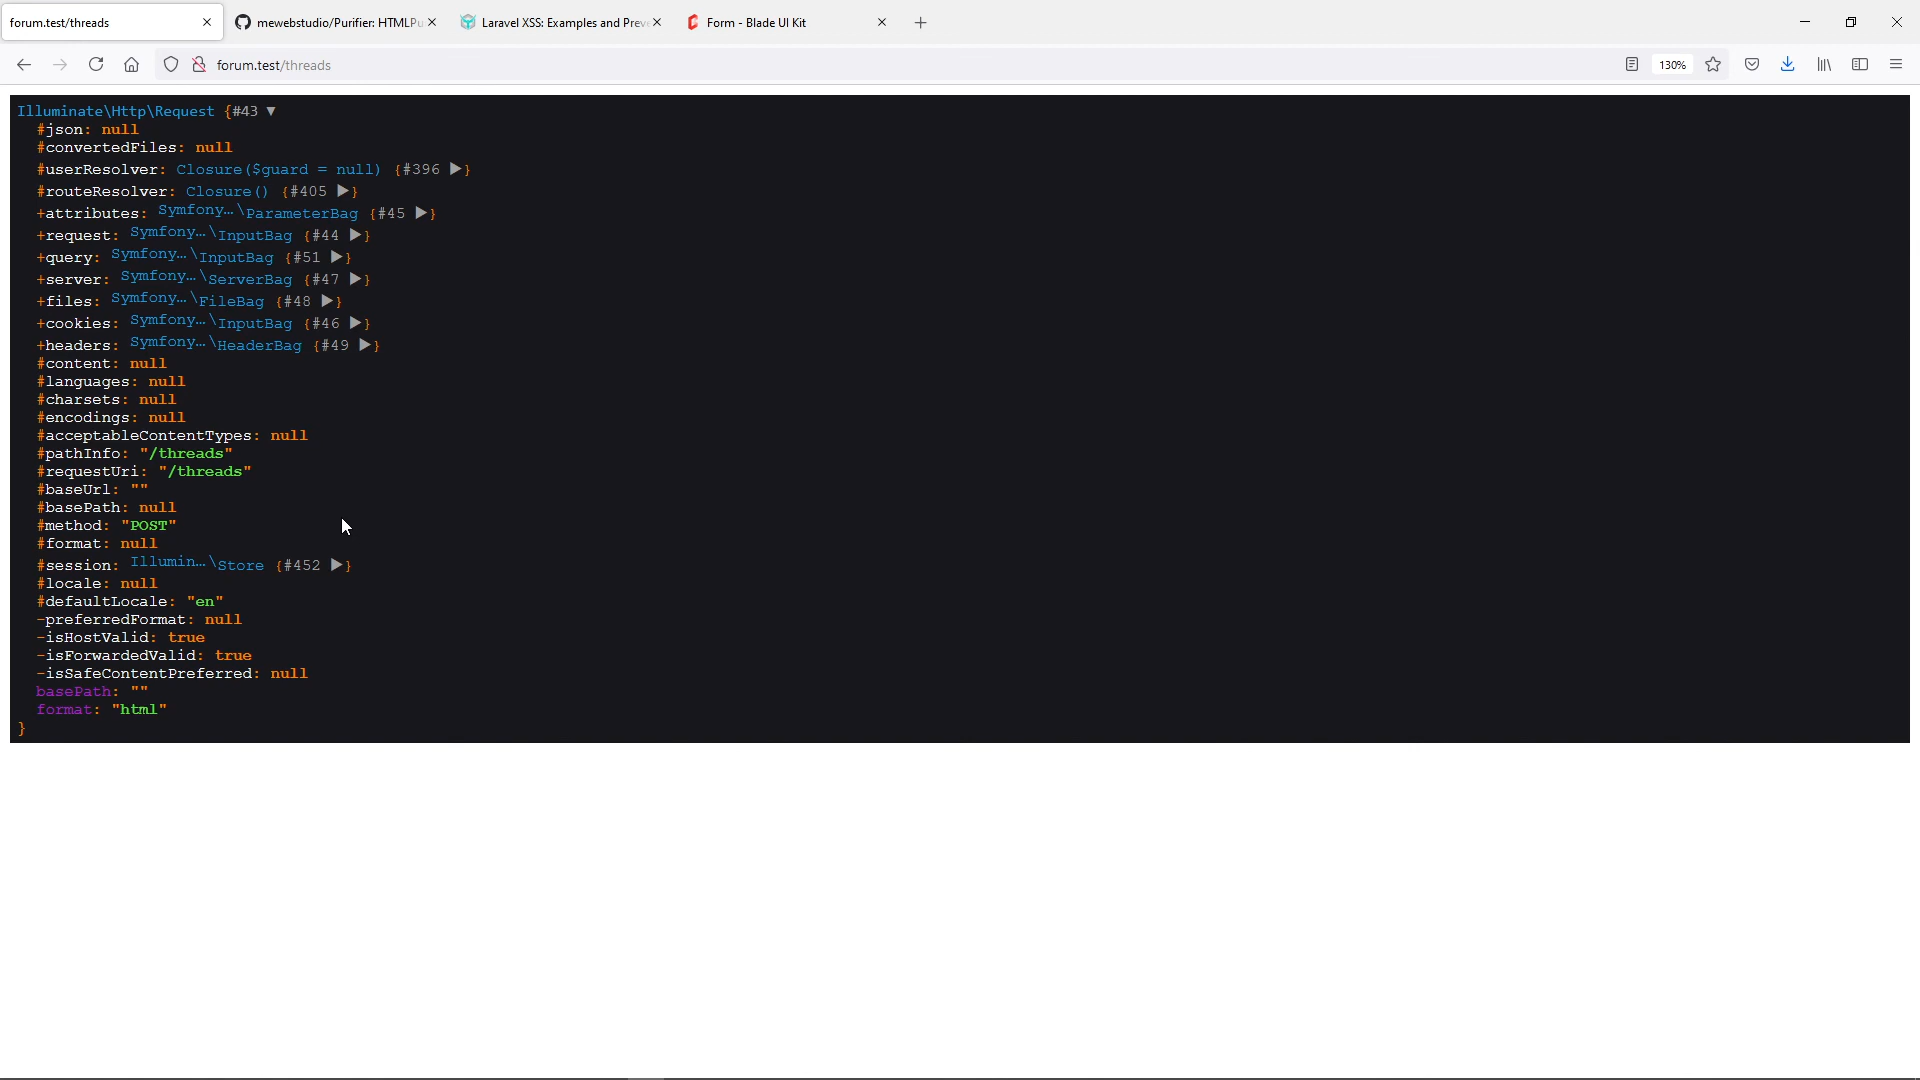 forum.test/threads
mewebstudio/Purifier: HTMLPu
Laravel XSS: Examples and Prev
Form - Blade UI Kit
forum.test/threads
130%
Illuminate\Http\Request {#43 ▼
#json: null
#convertedFiles: null
#userResolver: Closure($guard = null) {#396 ▶}
#routeResolver: Closure() {#405 ▶}
+attributes: Symfony…\ParameterBag {#45 ▶}
+request: Symfony…\InputBag {#44 ▶}
+query: Symfony…\InputBag {#51 ▶}
+server: Symfony…\ServerBag {#47 ▶}
+files: Symfony…\FileBag {#48 ▶}
+cookies: Symfony…\InputBag {#46 ▶}
+headers: Symfony…\HeaderBag {#49 ▶}
#content: null
#languages: null
#charsets: null
#encodings: null
#acceptableContentTypes: null
#pathInfo: "/threads"
#requestUri: "/threads"
#baseUrl: ""
#basePath: null
#method: "POST"
#format: null
#session: Illumin…\Store {#452 ▶}
#locale: null
#defaultLocale: "en"
-preferredFormat: null
-isHostValid: true
-isForwardedValid: true
-isSafeContentPreferred: null
basePath: ""
format: "html"
}